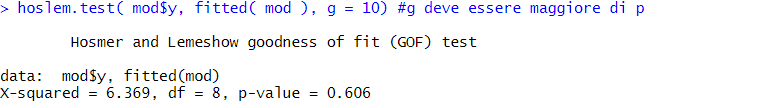 > hoslem.test( mod$y, fitted( mod ), g = 10) #g deve essere maggiore di p
Hosmer and Lemeshow goodness of fit (GOF) test
data:  mod$y, fitted(mod)
X-squared = 6.369, df = 8, p-value = 0.606